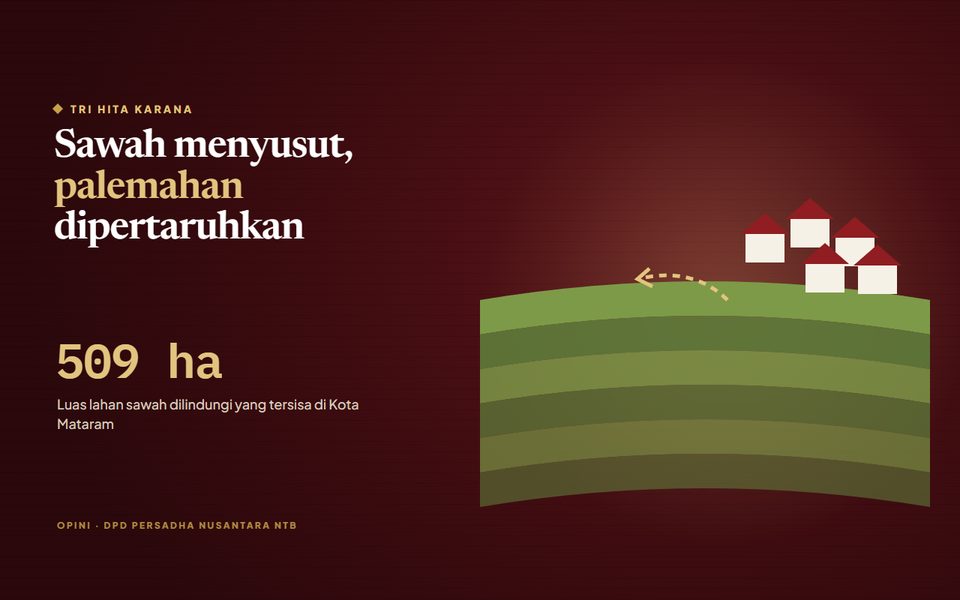 TRI HITA KARANA
Sawah menyusut,
palemahan
dipertaruhkan
509 ha
Luas lahan sawah dilindungi yang tersisa di Kota
Mataram
OPINI · DPD PERSADHA NUSANTARA NTB